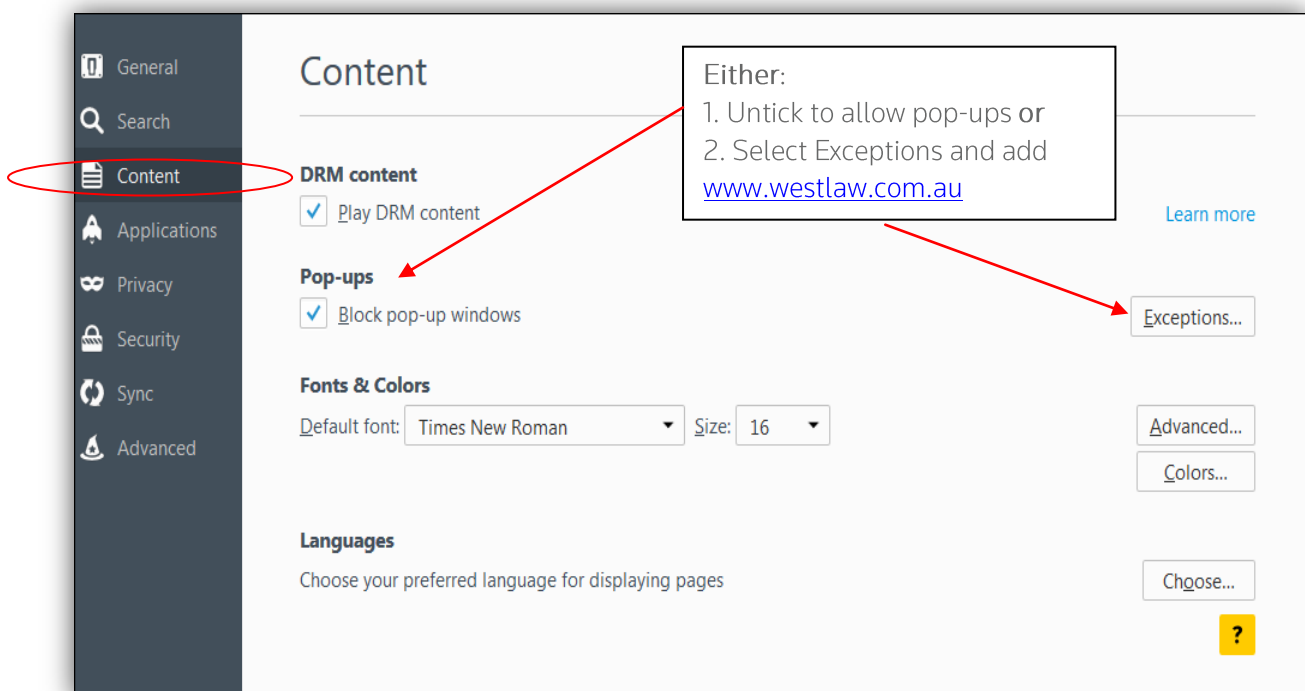 General
Search
Content
Applications
Privacy
Security
Sync
Advanced
Content
Either:
1. Untick to allow pop-ups or
2. Select Exceptions and add
www.westlaw.com.au
DRM content
Play DRM content
Learn more
Pop-ups
Block pop-up windows
Exceptions...
Fonts & Colors
Default font: Times New Roman Size: 16
Advanced...
Colors...
Languages
Choose your preferred language for displaying pages
Choose...
?